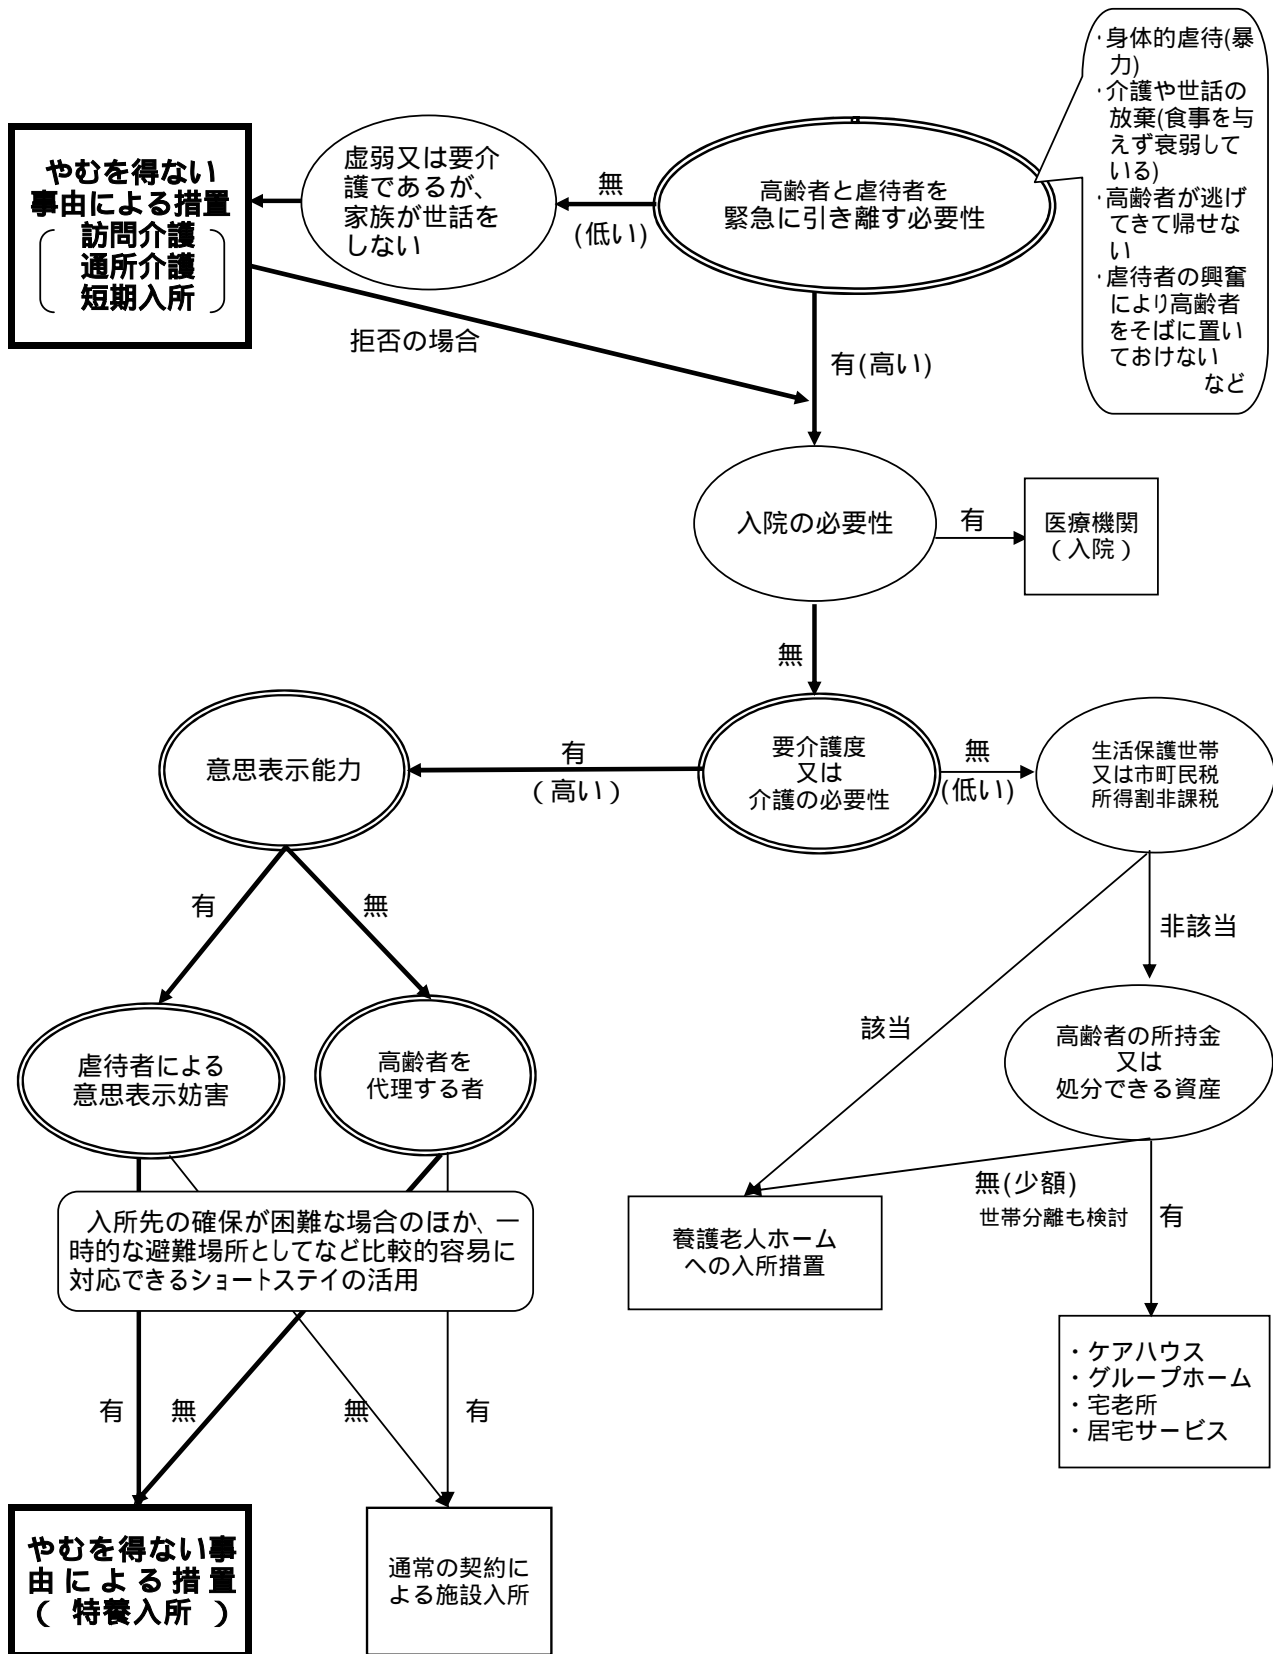 ・身体的虐待(暴
力)
・介護や世話の
放棄(食事を与
えず衰弱して
いる)
・高齢者が逃げ
てきて帰せな
い
・虐待者の興奮
により高齢者
をそばに置い
ておけない
など
高齢者と虐待者を
緊急に引き離す必要性
無
(低い)
虚弱又は要介
護であるが、
家族が世話を
しない
やむを得ない
事由による措置
訪問介護
通所介護
短期入所
拒否の場合
有(高い)
入院の必要性
有
医療機関
(入院)
無
要介護度
又は
介護の必要性
有
(高い)
意思表示能力
無
(低い)
生活保護世帯
又は市町民税
所得割非課税
有
無
該当
非該当
虐待者による
意思表示妨害
高齢者を
代理する者
高齢者の所持金
又は
処分できる資産
無(少額)
世帯分離も検討
有
入所先の確保が困難な場合のほか、一
時的な避難場所としてなど比較的容易に
対応できるショートステイの活用
養護老人ホーム
への入所措置
・ケアハウス
・グループホーム
・宅老所
・居宅サービス
有
無
無
有
やむを得ない事
由による措置
(特養入所)
通常の契約に
よる施設入所